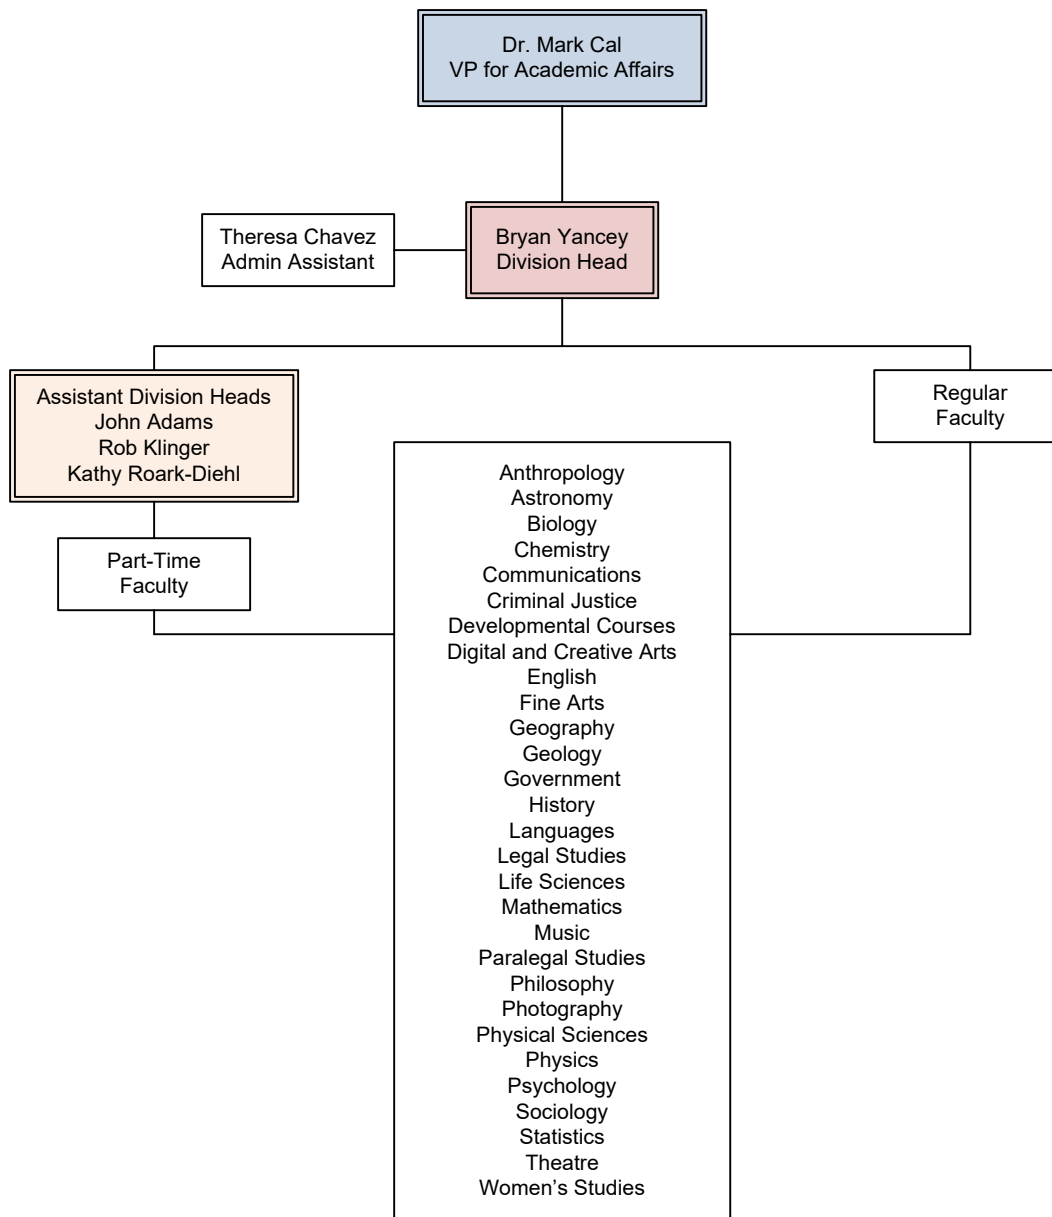 Dr. Mark Cal
VP for Academic Affairs
Theresa Chavez
Admin Assistant
Bryan Yancey
Division Head
Assistant Division Heads
John Adams
Rob Klinger
Kathy Roark-Diehl
Regular
Faculty
Part-Time
Faculty
Anthropology
Astronomy
Biology
Chemistry
Communications
Criminal Justice
Developmental Courses
Digital and Creative Arts
English
Fine Arts
Geography
Geology
Government
History
Languages
Legal Studies
Life Sciences
Mathematics
Music
Paralegal Studies
Philosophy
Photography
Physical Sciences
Physics
Psychology
Sociology
Statistics
Theatre
Women’s Studies